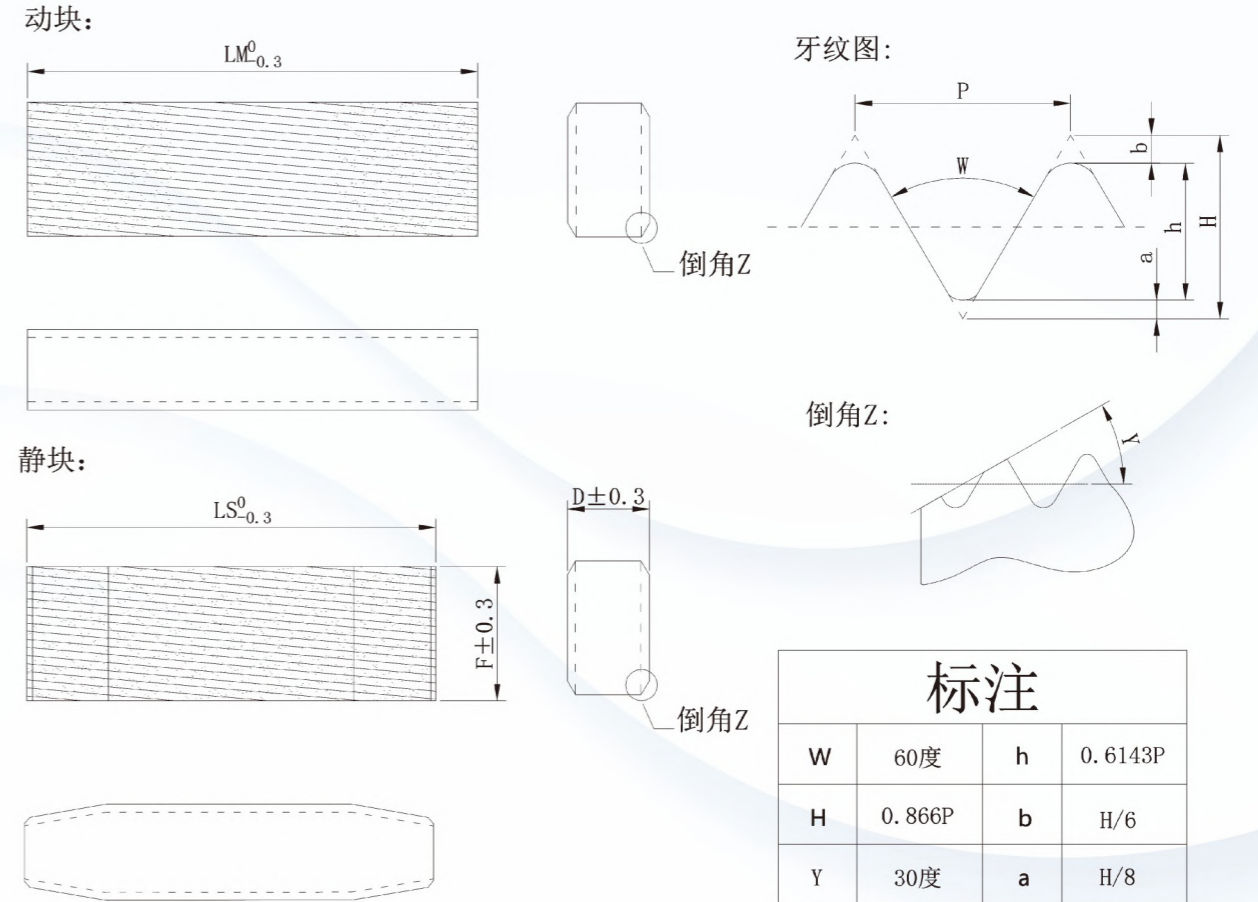 动块:
LM⁰₋₀.₃
倒角Z
牙纹图:
P
W
b
h
H
a
倒角Z:
Y
静块:
LS⁰₋₀.₃
D±0.3
F±0.3
倒角Z
标注
W 60度 h 0.6143P
H 0.866P b H/6
Y 30度 a H/8